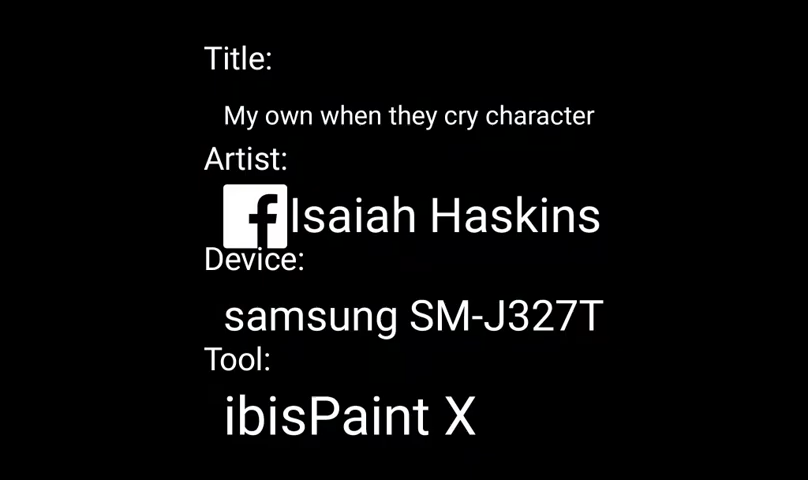 Title:
My own when they cry character
Artist:
Isaiah Haskins
Device:
samsung SM-J327T
Tool:
ibisPaint X